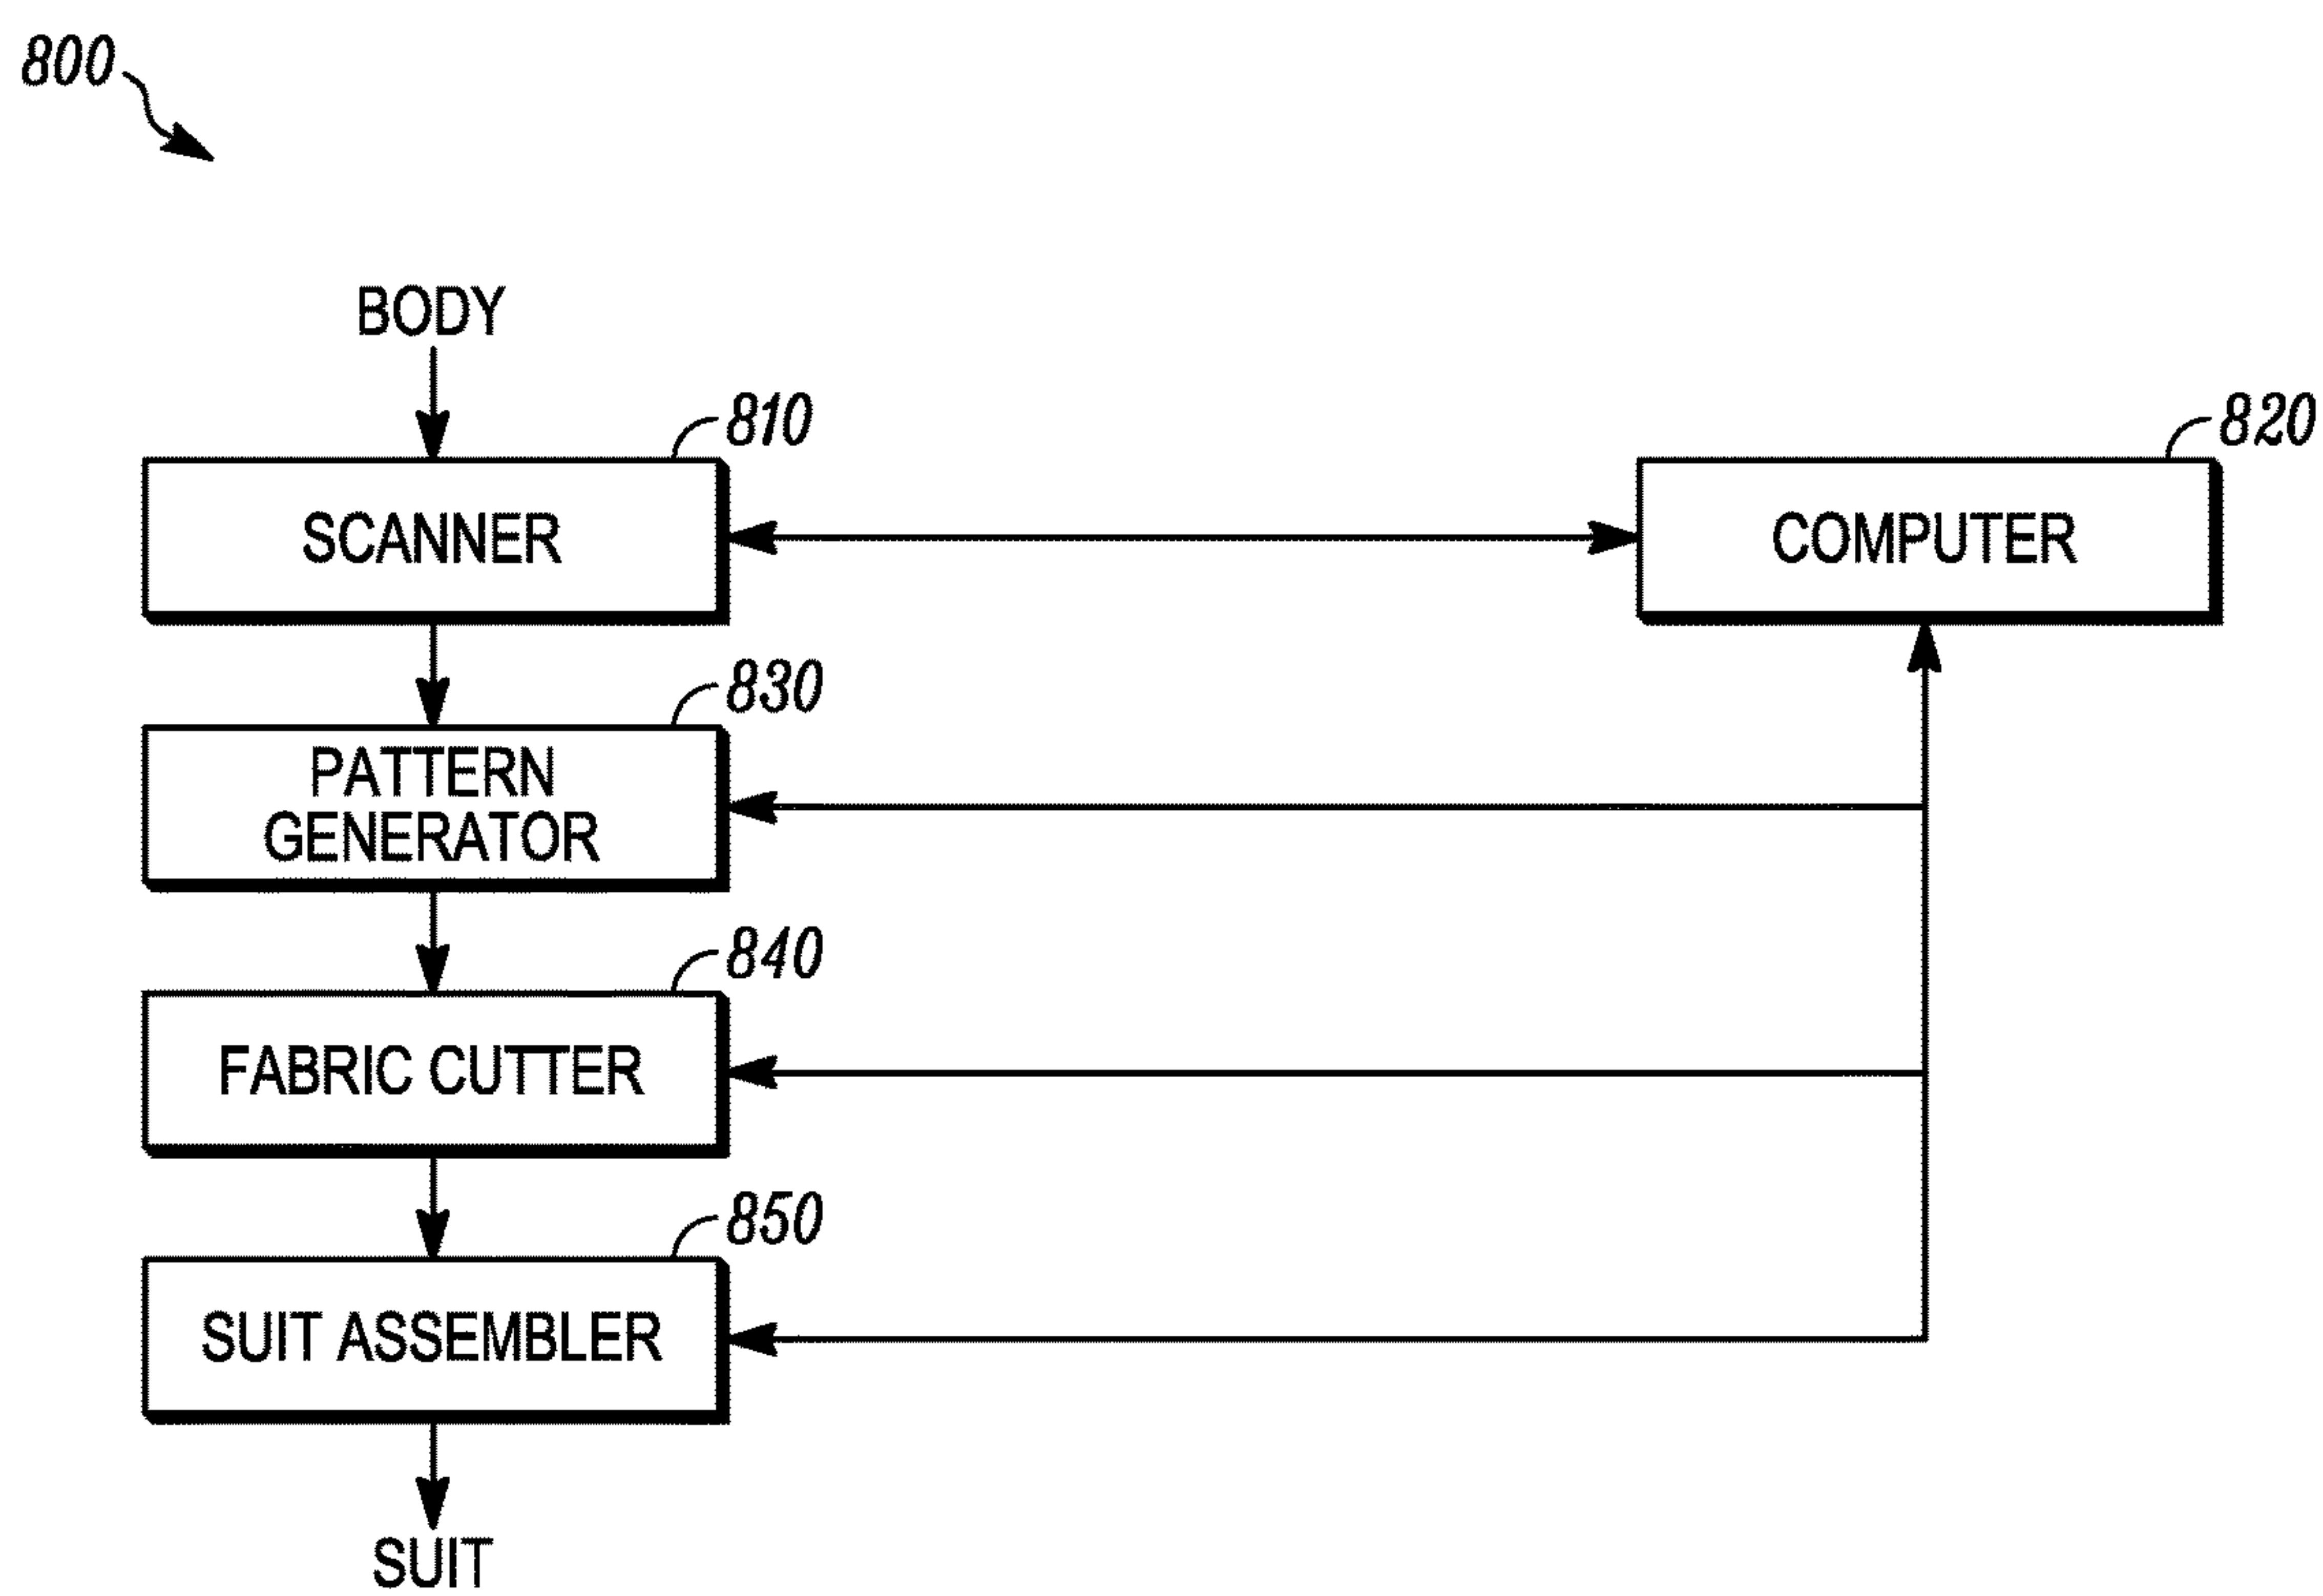 800
BODY
810
820
SCANNER
COMPUTER
830
PATTERN
GENERATOR
840
FABRIC CUTTER
850
SUIT ASSEMBLER
SUIT